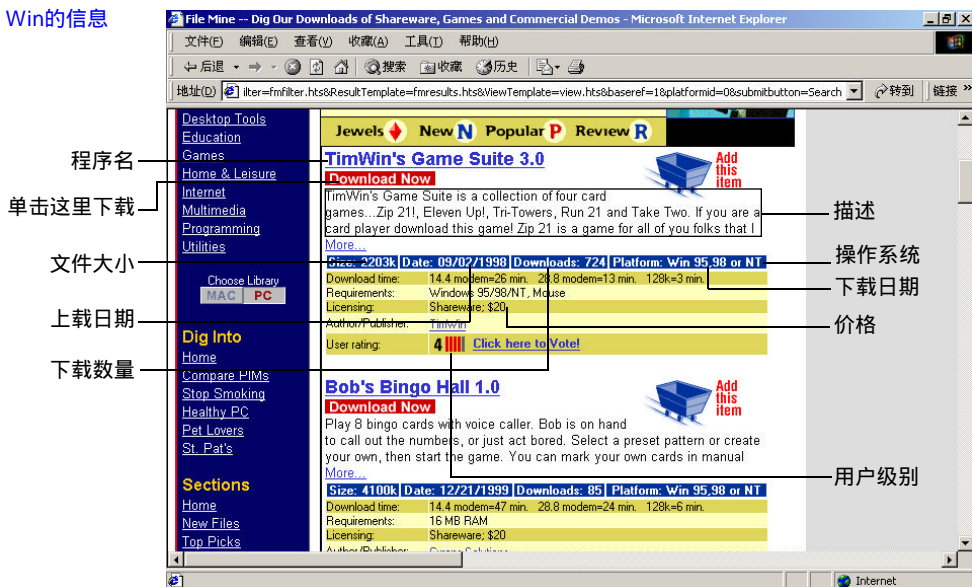 Win的信息
File Mine -- Dig Our Downloads of Shareware, Games and Commercial Demos - Microsoft Internet Explorer
文件(F) 编辑(E) 查看(V) 收藏(A) 工具(T) 帮助(H)
后退 搜索 收藏 历史
地址(D) ilter=fmfilter.hts&ResultTemplate=fmresults.hts&ViewTemplate=view.hts&baseref=1&platformid=0&submitbutton=Search 转到 链接 »
Desktop Tools
Education
Games
Home & Leisure
Internet
Multimedia
Programming
Utilities
Choose Library
MAC PC
Dig Into
Home
Compare PIMs
Stop Smoking
Healthy PC
Pet Lovers
St. Pat's
Sections
Home
New Files
Top Picks
Jewels New N Popular P Review R
TimWin's Game Suite 3.0
Download Now
Add this item
TimWin's Game Suite is a collection of four card
games...Zip 21!, Eleven Up!, Tri-Towers, Run 21 and Take Two. If you are a
card player download this game! Zip 21 is a game for all of you folks that l
More...
Size: 2203k Date: 09/02/1998 Downloads: 724 Platform: Win 95,98 or NT
Download time: 14.4 modem=26 min. 28.8 modem=13 min. 128k=3 min.
Requirements: Windows 95/98/NT, Mouse
Licensing: Shareware; $20
Author/Publisher: TimWin
User rating: 4 Click here to Vote!
Bob's Bingo Hall 1.0
Download Now
Add this item
Play 8 bingo cards with voice caller. Bob is on hand
to call out the numbers, or just act bored. Select a preset pattern or create
your own, then start the game. You can mark your own cards in manual
More...
Size: 4100k Date: 12/21/1999 Downloads: 85 Platform: Win 95,98 or NT
Download time: 14.4 modem=47 min. 28.8 modem=24 min. 128k=6 min.
Requirements: 16 MB RAM
Licensing: Shareware; $20
Author/Publisher:
Internet
程序名
单击这里下载
文件大小
上载日期
下载数量
描述
操作系统
下载日期
价格
用户级别